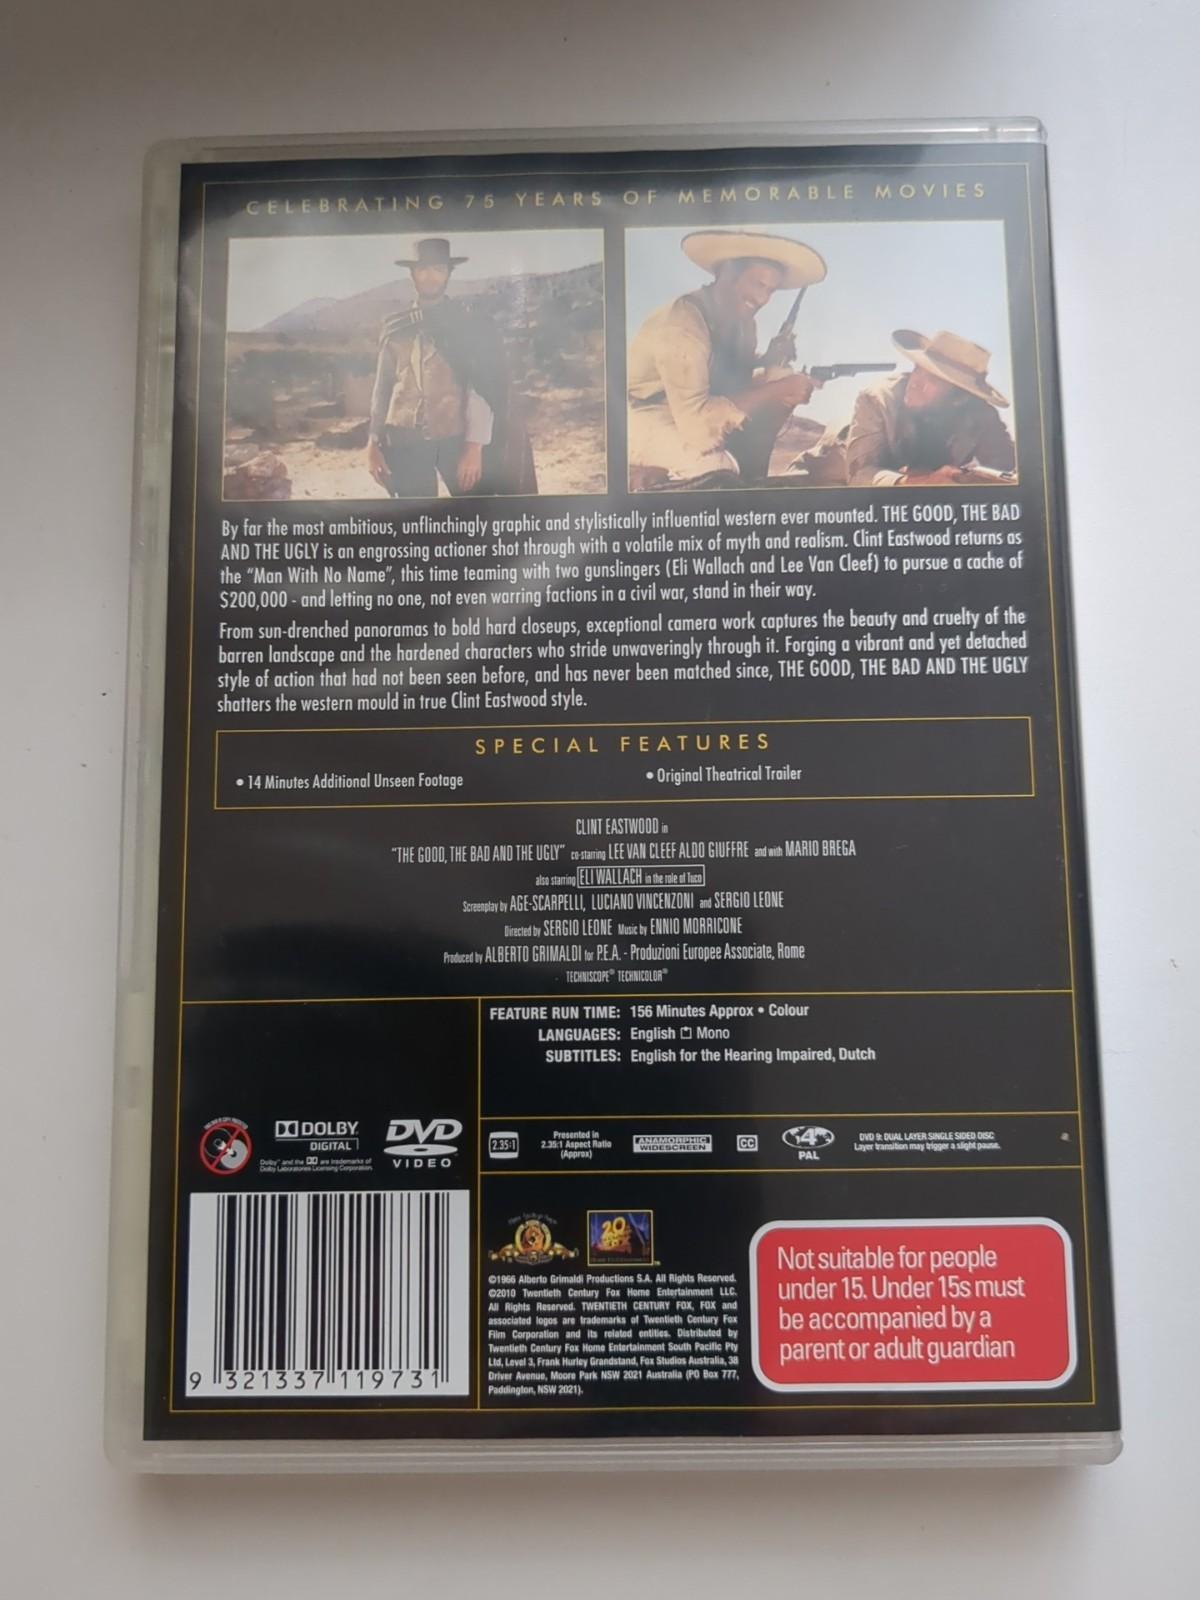 CELEBRATING 75 YEARS OF MEMORABLE MOVIES
By far the most ambitious, unflinchingly graphic and stylistically influential western ever mounted. THE GOOD, THE BAD
AND THE UGLY is an engrossing actioner shot through with a volatile mix of myth and realism. Clint Eastwood returns as
the “Man With No Name”, this time teaming with two gunslingers (Eli Wallach and Lee Van Cleef) to pursue a cache of
$200,000 - and letting no one, not even warring factions in a civil war, stand in their way.
From sun-drenched panoramas to bold hard closeups, exceptional camera work captures the beauty and cruelty of the
barren landscape and the hardened characters who stride unwaveringly through it. Forging a vibrant and yet detached
style of action that had not been seen before, and has never been matched since, THE GOOD, THE BAD AND THE UGLY
shatters the western mould in true Clint Eastwood style.
SPECIAL FEATURES
• 14 Minutes Additional Unseen Footage
• Original Theatrical Trailer
CLINT EASTWOOD in
“THE GOOD, THE BAD AND THE UGLY” co-starring LEE VAN CLEEF ALDO GIUFFRE and with MARIO BREGA
also starring ELI WALLACH in the role of Tuco
Screenplay by AGE-SCARPELLI, LUCIANO VINCENZONI and SERGIO LEONE
Directed by SERGIO LEONE Music by ENNIO MORRICONE
Produced by ALBERTO GRIMALDI for P.E.A. - Produzioni Europee Associate, Rome
TECHNISCOPE® TECHNICOLOR®
FEATURE RUN TIME: 156 Minutes Approx • Colour
LANGUAGES: English Mono
SUBTITLES: English for the Hearing Impaired, Dutch
DOLBY
DIGITAL
Dolby and the are trademarks of
Dolby Laboratories Licensing Corporation.
DVD
VIDEO
2.35:1
Presented in
2.35:1 Aspect Ratio
(Approx)
ANAMORPHIC
WIDESCREEN
CC
4
PAL
DVD 9: DUAL LAYER SINGLE SIDED DISC
Layer transition may trigger a slight pause.
9 321337 119731
20
FOX
©1966 Alberto Grimaldi Productions S.A. All Rights Reserved.
©2010 Twentieth Century Fox Home Entertainment LLC.
All Rights Reserved. TWENTIETH CENTURY FOX, FOX and
associated logos are trademarks of Twentieth Century Fox
Film Corporation and its related entities. Distributed by
Twentieth Century Fox Home Entertainment South Pacific Pty
Ltd, Level 3, Frank Hurley Grandstand, Fox Studios Australia, 38
Driver Avenue, Moore Park NSW 2021 Australia (PO Box 777,
Paddington, NSW 2021).
Not suitable for people
under 15. Under 15s must
be accompanied by a
parent or adult guardian